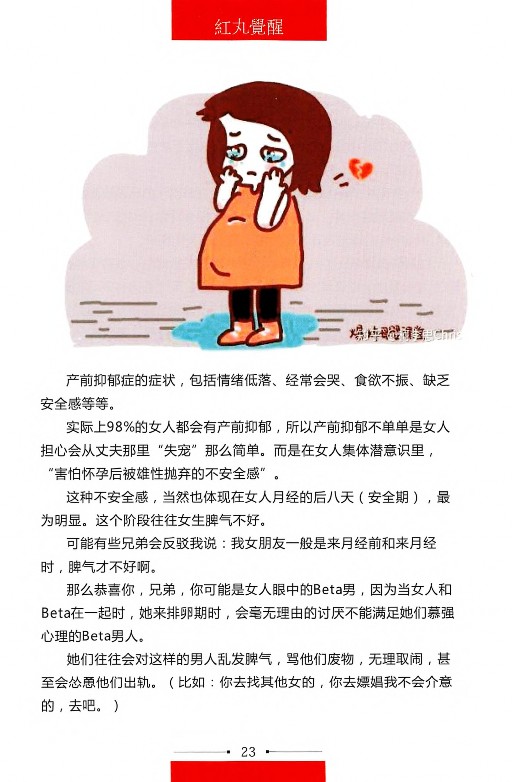 紅丸覺醒
产前抑郁症的症状，包括情绪低落、经常会哭、食欲不振、缺乏
安全感等等。
实际上98%的女人都会有产前抑郁，所以产前抑郁不单单是女人
担心会从丈夫那里“失宠”那么简单。而是在女人集体潜意识里，
“害怕怀孕后被雄性抛弃的不安全感”。
这种不安全感，当然也体现在女人月经的后八天（安全期），最
为明显。这个阶段往往女生脾气不好。
可能有些兄弟会反驳我说：我女朋友一般是来月经前和来月经
时，脾气才不好啊。
那么恭喜你，兄弟，你可能是女人眼中的Beta男，因为当女人和
Beta在一起时，她来排卵期时，会毫无理由的讨厌不能满足她们慕强
心理的Beta男人。
她们往往会对这样的男人乱发脾气，骂他们废物，无理取闹，甚
至会怂恿他们出轨。（比如：你去找其他女的，你去嫖娼我不会介意
的，去吧。）
23